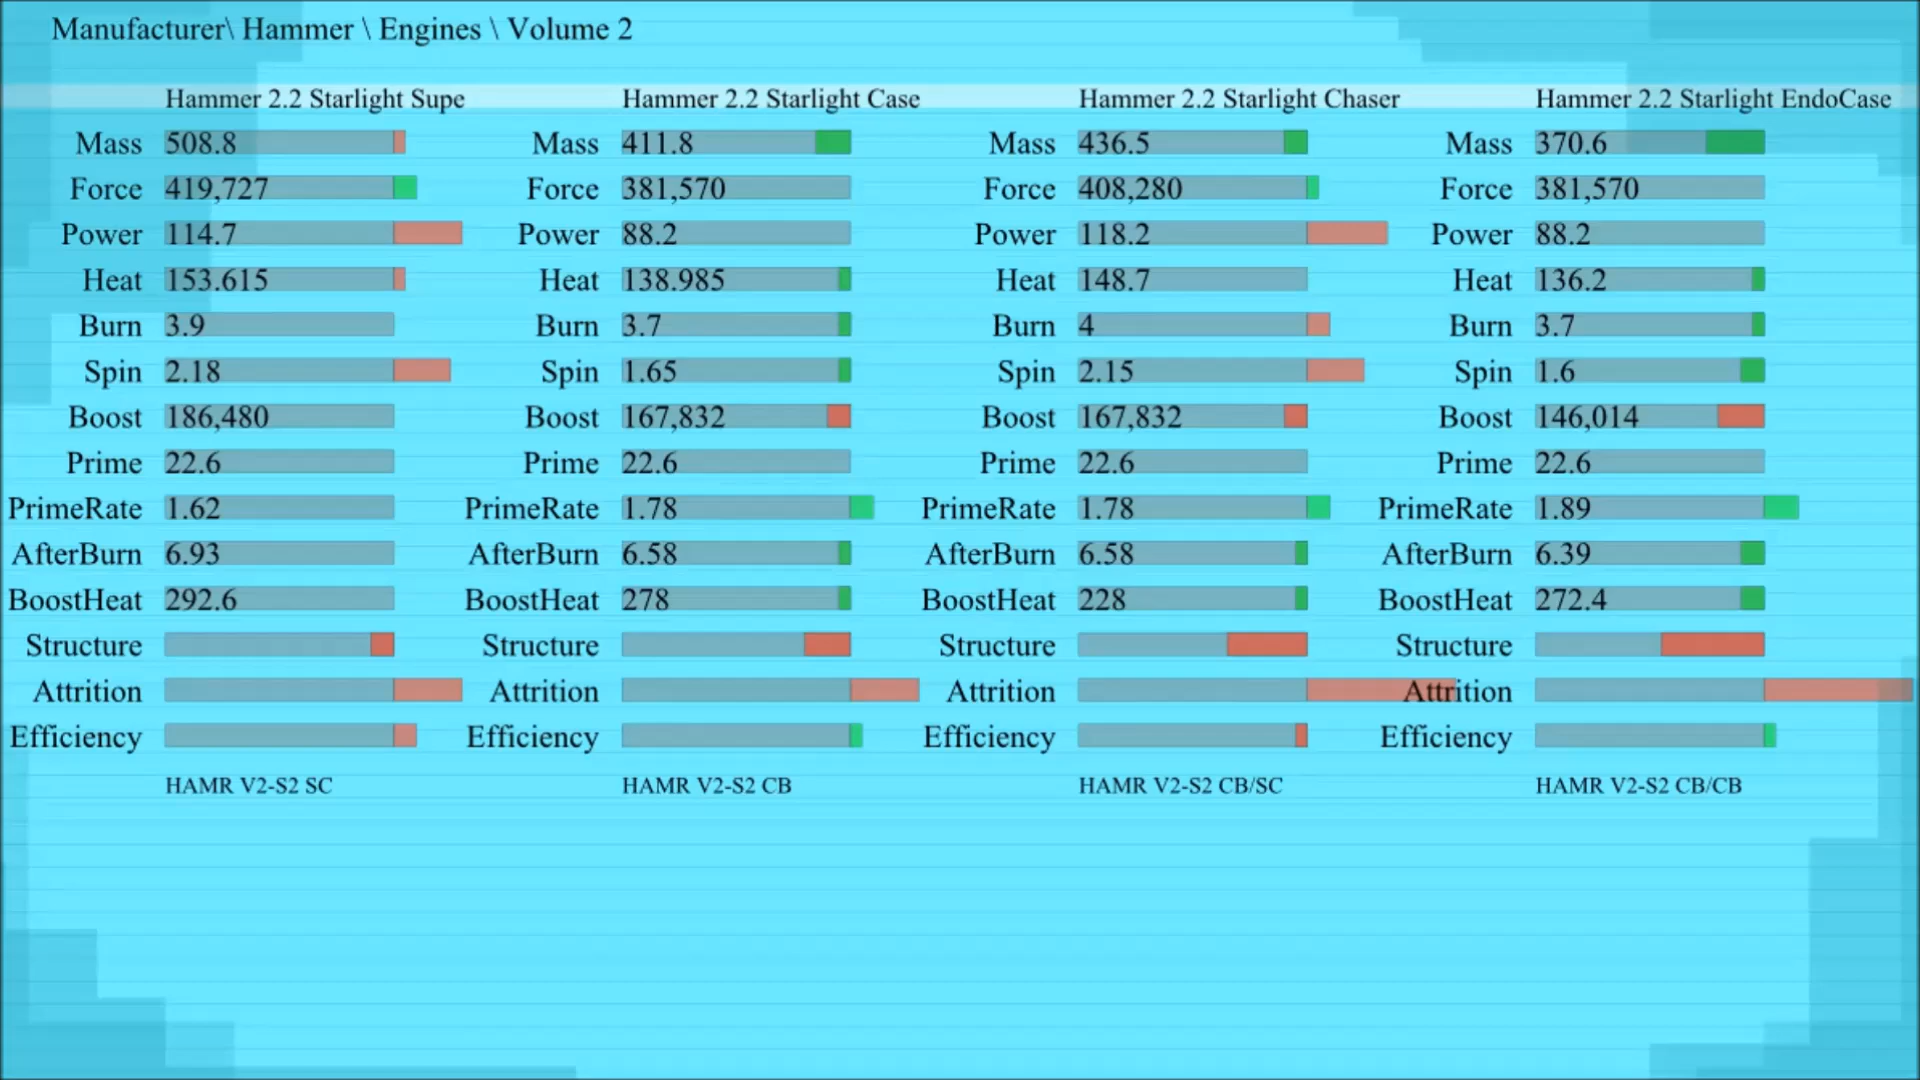 Manufacturer\ Hammer \ Engines \ Volume 2
Hammer 2.2 Starlight Supe
Mass 508.8
Force 419,727
Power 114.7
Heat 153.615
Burn 3.9
Spin 2.18
Boost 186,480
Prime 22.6
PrimeRate 1.62
AfterBurn 6.93
BoostHeat 292.6
Structure
Attrition
Efficiency
HAMR V2-S2 SC
Hammer 2.2 Starlight Case
Mass 411.8
Force 381,570
Power 88.2
Heat 138.985
Burn 3.7
Spin 1.65
Boost 167,832
Prime 22.6
PrimeRate 1.78
AfterBurn 6.58
BoostHeat 278
Structure
Attrition
Efficiency
HAMR V2-S2 CB
Hammer 2.2 Starlight Chaser
Mass 436.5
Force 408,280
Power 118.2
Heat 148.7
Burn 4
Spin 2.15
Boost 167,832
Prime 22.6
PrimeRate 1.78
AfterBurn 6.58
BoostHeat 228
Structure
Attrition
Efficiency
HAMR V2-S2 CB/SC
Hammer 2.2 Starlight EndoCase
Mass 370.6
Force 381,570
Power 88.2
Heat 136.2
Burn 3.7
Spin 1.6
Boost 146,014
Prime 22.6
PrimeRate 1.89
AfterBurn 6.39
BoostHeat 272.4
Structure
Attrition
Efficiency
HAMR V2-S2 CB/CB